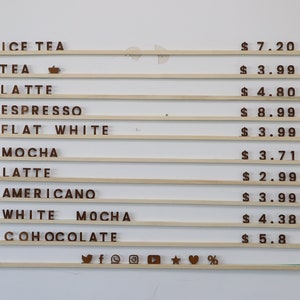 ICE TEA $ 7.20
TEA $ 3.99
LATTE $ 4.80
ESPRESSO $ 8.99
FLAT WHITE $ 3.99
MOCHA $ 3.71
LATTE $ 2.99
AMERICANO $ 3.99
WHITE MOCHA $ 4.38
COHOCOLATE $ 5.8
%